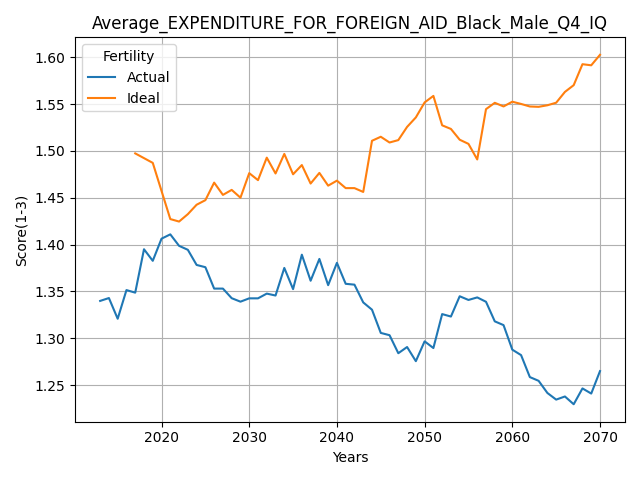 Average_EXPENDITURE_FOR_FOREIGN_AID_Black_Male_Q4_IQ
Fertility
Actual
Ideal
Score(1-3)
1.60
1.55
1.50
1.45
1.40
1.35
1.30
1.25
2020
2030
2040
2050
2060
2070
Years